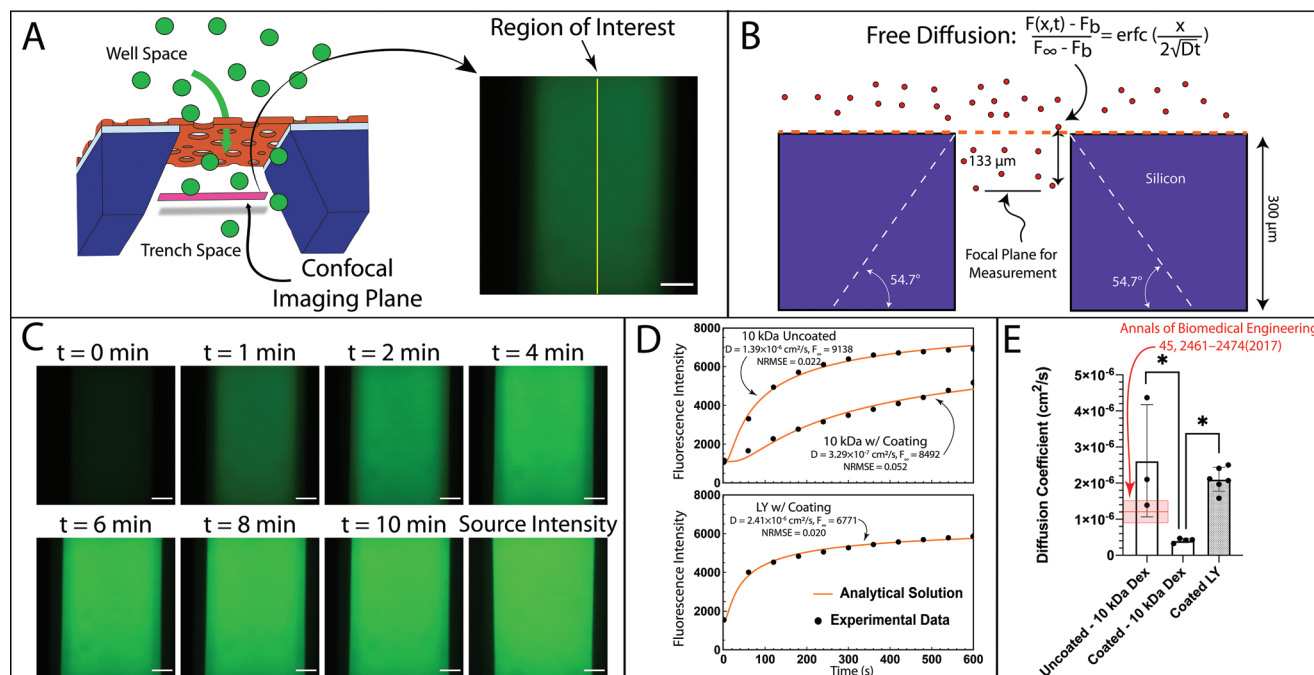 A
Well Space
Trench Space
Confocal
Imaging Plane
Region of Interest
B
Free Diffusion: F(x,t) - Fb / F∞ - Fb = erfc ( x / 2√Dt )
133 μm
Silicon
300 μm
Focal Plane for
Measurement
54.7°
54.7°
C
t = 0 min
t = 1 min
t = 2 min
t = 4 min
t = 6 min
t = 8 min
t = 10 min
Source Intensity
D
Fluorescence Intensity
8000
6000
4000
2000
0
10 kDa Uncoated
D = 1.39×10-6 cm²/s, F∞ = 9138
NRMSE = 0.022
10 kDa w/ Coating
D = 3.29×10-7 cm²/s, F∞ = 8492
NRMSE = 0.052
Fluorescence Intensity
8000
6000
4000
2000
0
LY w/ Coating
D = 2.41×10-6 cm²/s, F∞ = 6771
NRMSE = 0.020
Analytical Solution
Experimental Data
0 100 200 300 400 500 600
Time (s)
E
Annals of Biomedical Engineering
45, 2461–2474(2017)
Diffusion Coefficient (cm²/s)
5×10-6
4×10-6
3×10-6
2×10-6
1×10-6
0
*
*
Uncoated - 10 kDa Dex
Coated - 10 kDa Dex
Coated LY